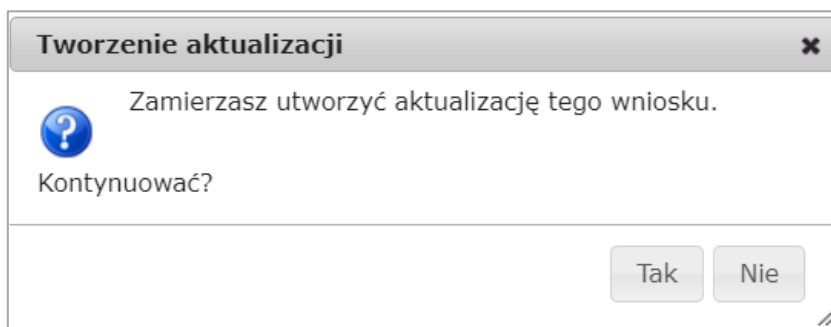 Tworzenie aktualizacji
Zamierzasz utworzyć aktualizację tego wniosku.
Kontynuować?
Tak Nie